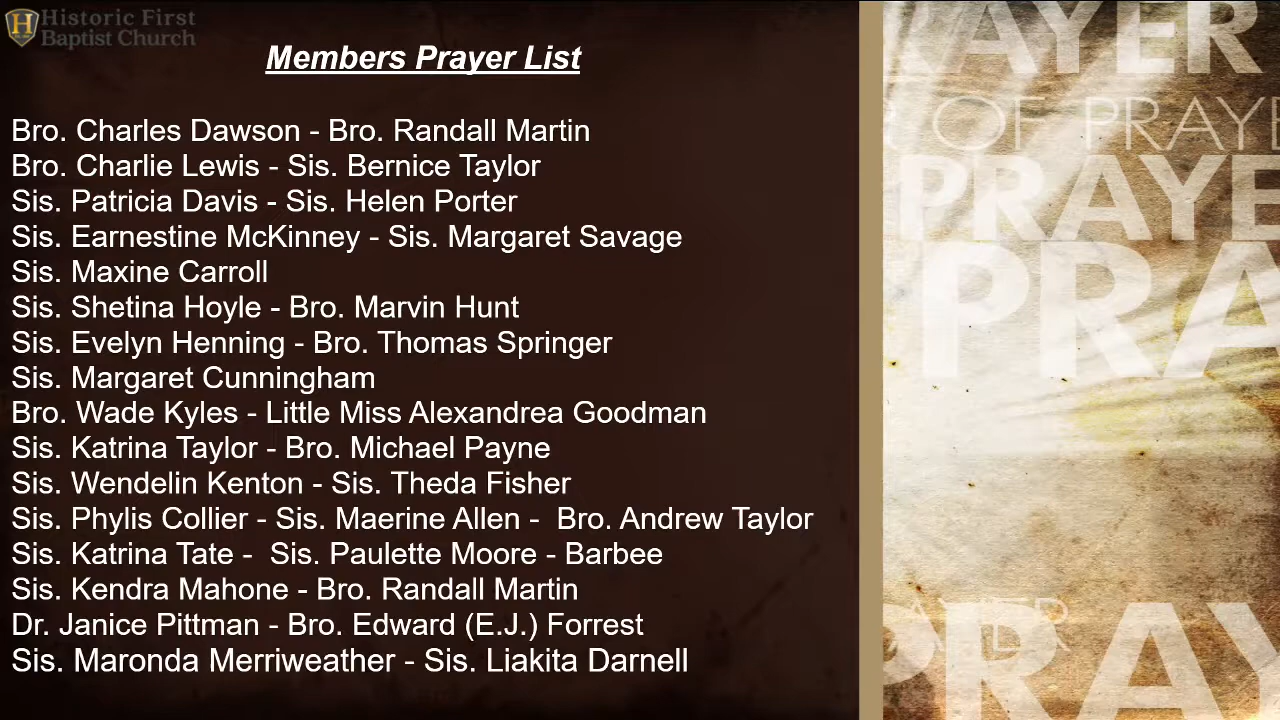 Historic First
Baptist Church
Members Prayer List
Bro. Charles Dawson - Bro. Randall Martin
Bro. Charlie Lewis - Sis. Bernice Taylor
Sis. Patricia Davis - Sis. Helen Porter
Sis. Earnestine McKinney - Sis. Margaret Savage
Sis. Maxine Carroll
Sis. Shetina Hoyle - Bro. Marvin Hunt
Sis. Evelyn Henning - Bro. Thomas Springer
Sis. Margaret Cunningham
Bro. Wade Kyles - Little Miss Alexandrea Goodman
Sis. Katrina Taylor - Bro. Michael Payne
Sis. Wendelin Kenton - Sis. Theda Fisher
Sis. Phylis Collier - Sis. Maerine Allen -  Bro. Andrew Taylor
Sis. Katrina Tate -  Sis. Paulette Moore - Barbee
Sis. Kendra Mahone - Bro. Randall Martin
Dr. Janice Pittman - Bro. Edward (E.J.) Forrest
Sis. Maronda Merriweather - Sis. Liakita Darnell
RAYER
OF PRAYE
PRAYE
PRA
PRAY